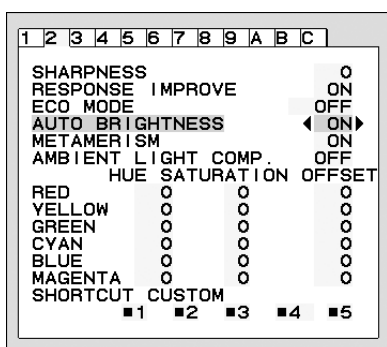 1 2 3 4 5 6 7 8 9 A B C
SHARPNESS 0
RESPONSE IMPROVE ON
ECO MODE OFF
AUTO BRIGHTNESS ON
METAMERISM ON
AMBIENT LIGHT COMP. OFF
HUE SATURATION OFFSET
RED 0 0 0
YELLOW 0 0 0
GREEN 0 0 0
CYAN 0 0 0
BLUE 0 0 0
MAGENTA 0 0 0
SHORTCUT CUSTOM
■1 ■2 ■3 ■4 ■5